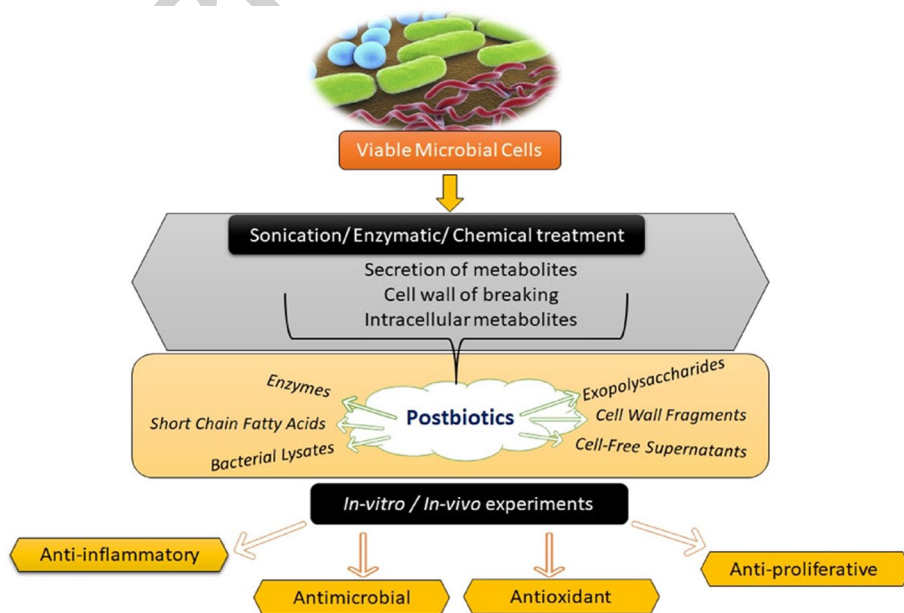 Viable Microbial Cells
Sonication/ Enzymatic/ Chemical treatment
Secretion of metabolites
Cell wall of breaking
Intracellular metabolites
Enzymes
Short Chain Fatty Acids
Bacterial Lysates
Postbiotics
Exopolysaccharides
Cell Wall Fragments
Cell-Free Supernatants
In-vitro / In-vivo experiments
Anti-inflammatory
Antimicrobial
Antioxidant
Anti-proliferative